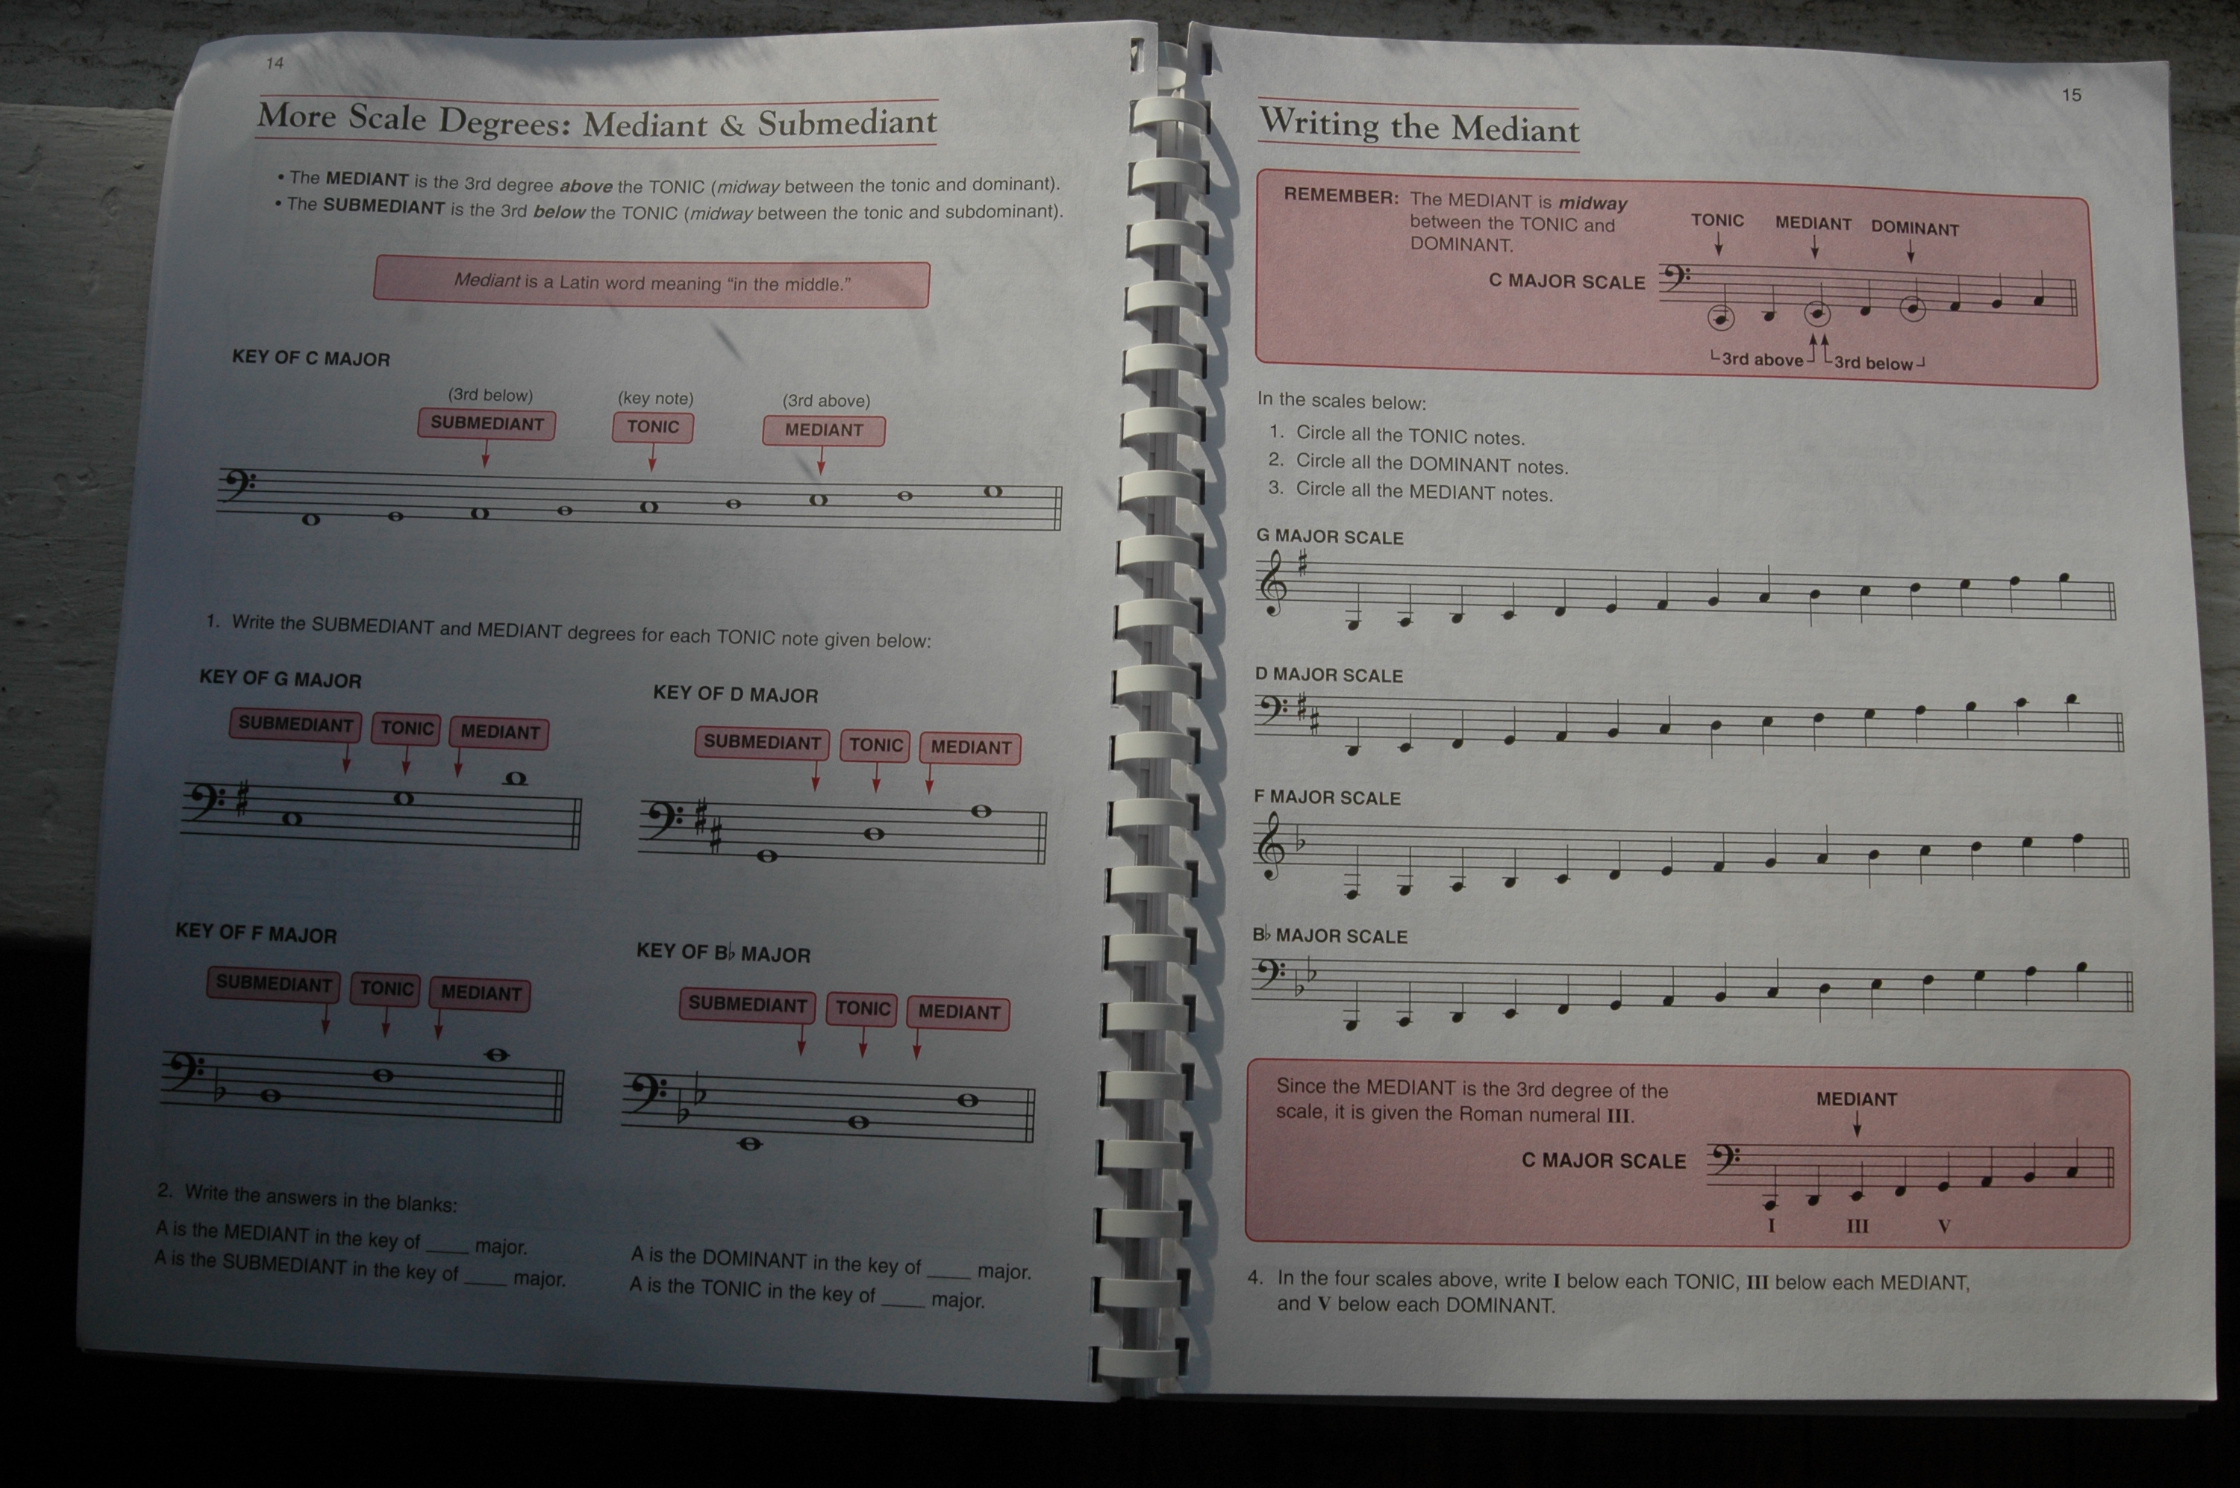 14
More Scale Degrees: Mediant & Submediant
• The MEDIANT is the 3rd degree above the TONIC (midway between the tonic and dominant).
• The SUBMEDIANT is the 3rd below the TONIC (midway between the tonic and subdominant).
Mediant is a Latin word meaning “in the middle.”
KEY OF C MAJOR
(3rd below) (key note) (3rd above)
SUBMEDIANT TONIC MEDIANT
1. Write the SUBMEDIANT and MEDIANT degrees for each TONIC note given below:
KEY OF G MAJOR KEY OF D MAJOR
SUBMEDIANT TONIC MEDIANT SUBMEDIANT TONIC MEDIANT
KEY OF F MAJOR KEY OF B♭ MAJOR
SUBMEDIANT TONIC MEDIANT SUBMEDIANT TONIC MEDIANT
2. Write the answers in the blanks:
A is the MEDIANT in the key of ____ major. A is the DOMINANT in the key of ____ major.
A is the SUBMEDIANT in the key of ____ major. A is the TONIC in the key of ____ major.
15
Writing the Mediant
REMEMBER: The MEDIANT is midway
between the TONIC and
DOMINANT.
TONIC MEDIANT DOMINANT
C MAJOR SCALE
3rd above 3rd below
In the scales below:
1. Circle all the TONIC notes.
2. Circle all the DOMINANT notes.
3. Circle all the MEDIANT notes.
G MAJOR SCALE
D MAJOR SCALE
F MAJOR SCALE
B♭ MAJOR SCALE
Since the MEDIANT is the 3rd degree of the
scale, it is given the Roman numeral III.
MEDIANT
C MAJOR SCALE
I III V
4. In the four scales above, write I below each TONIC, III below each MEDIANT,
and V below each DOMINANT.